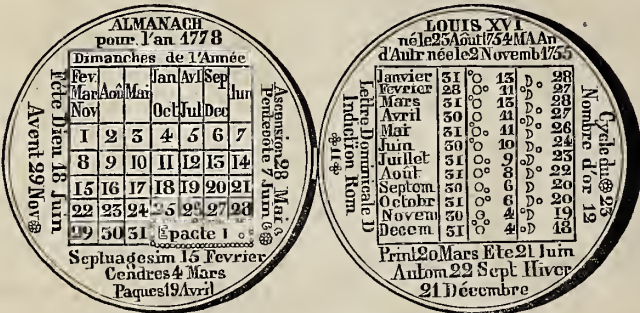 ALMANACH
pour l'an 1778
Dimanches de l'Année
Fev Jan Avl Sep
Mar Aoû Mai Jun
Nov Oct Jul Dec
1 2 3 4 5 6 7
8 9 10 11 12 13 14
15 16 17 18 19 20 21
22 23 24 25 26 27 28
29 30 31 Epacte 1
Septuagesim 15 Fevrier
Cendres 4 Mars
Paques 19 Avril
Fête Dieu 18 Juin
Avent 29 Nov
Ascension 28 Mai
Pentecôte 7 Juin
LOUIS XVI
né le 23 Août 1754 MA An
d'Autr née le 2 Novemb 1755
Janvier 31 13 D 28
Fevrier 28 11 D 27
Mars 31 13 D 28
Avril 30 11 D 27
Mai 31 11 D 26
Juin 30 10 D 24
Juillet 31 9 D 23
Août 31 8 D 22
Septem 30 6 D 20
Octobr 31 6 D 20
Novem 30 4 D 19
Decem 31 4 D 18
Print 20 Mars Ete 21 Juin
Autom 22 Sept Hiver
21 Décembre
Lettre Dominicale D
Indiction Rom
11
Cycle du 23
Nombre d'or 12